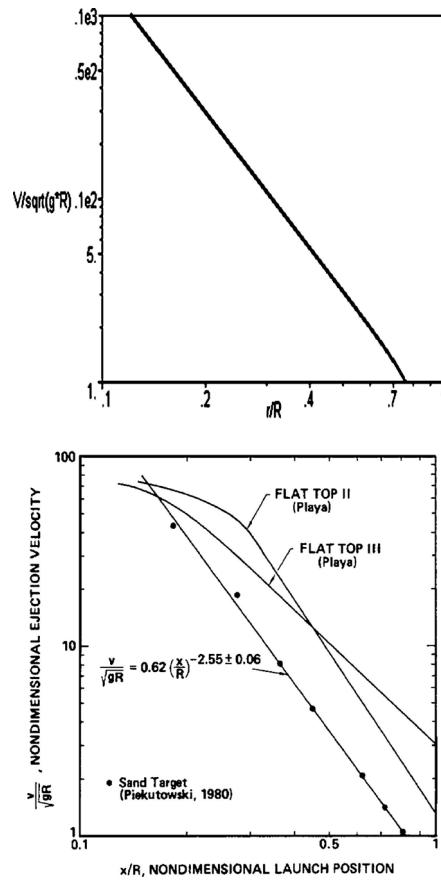 .1e3
.5e2
V/sqrt(g*R) .1e2
5.
1.
.1 .2 .4 .7
r/R
100
FLAT TOP II
(Playa)
FLAT TOP III
(Playa)
10
v/√gR = 0.62 (x/R)^-2.55 ± 0.06
• Sand Target
(Piekutowski, 1980)
1
0.1 0.5 1
v/√gR , NONDIMENSIONAL EJECTION VELOCITY
x/R, NONDIMENSIONAL LAUNCH POSITION